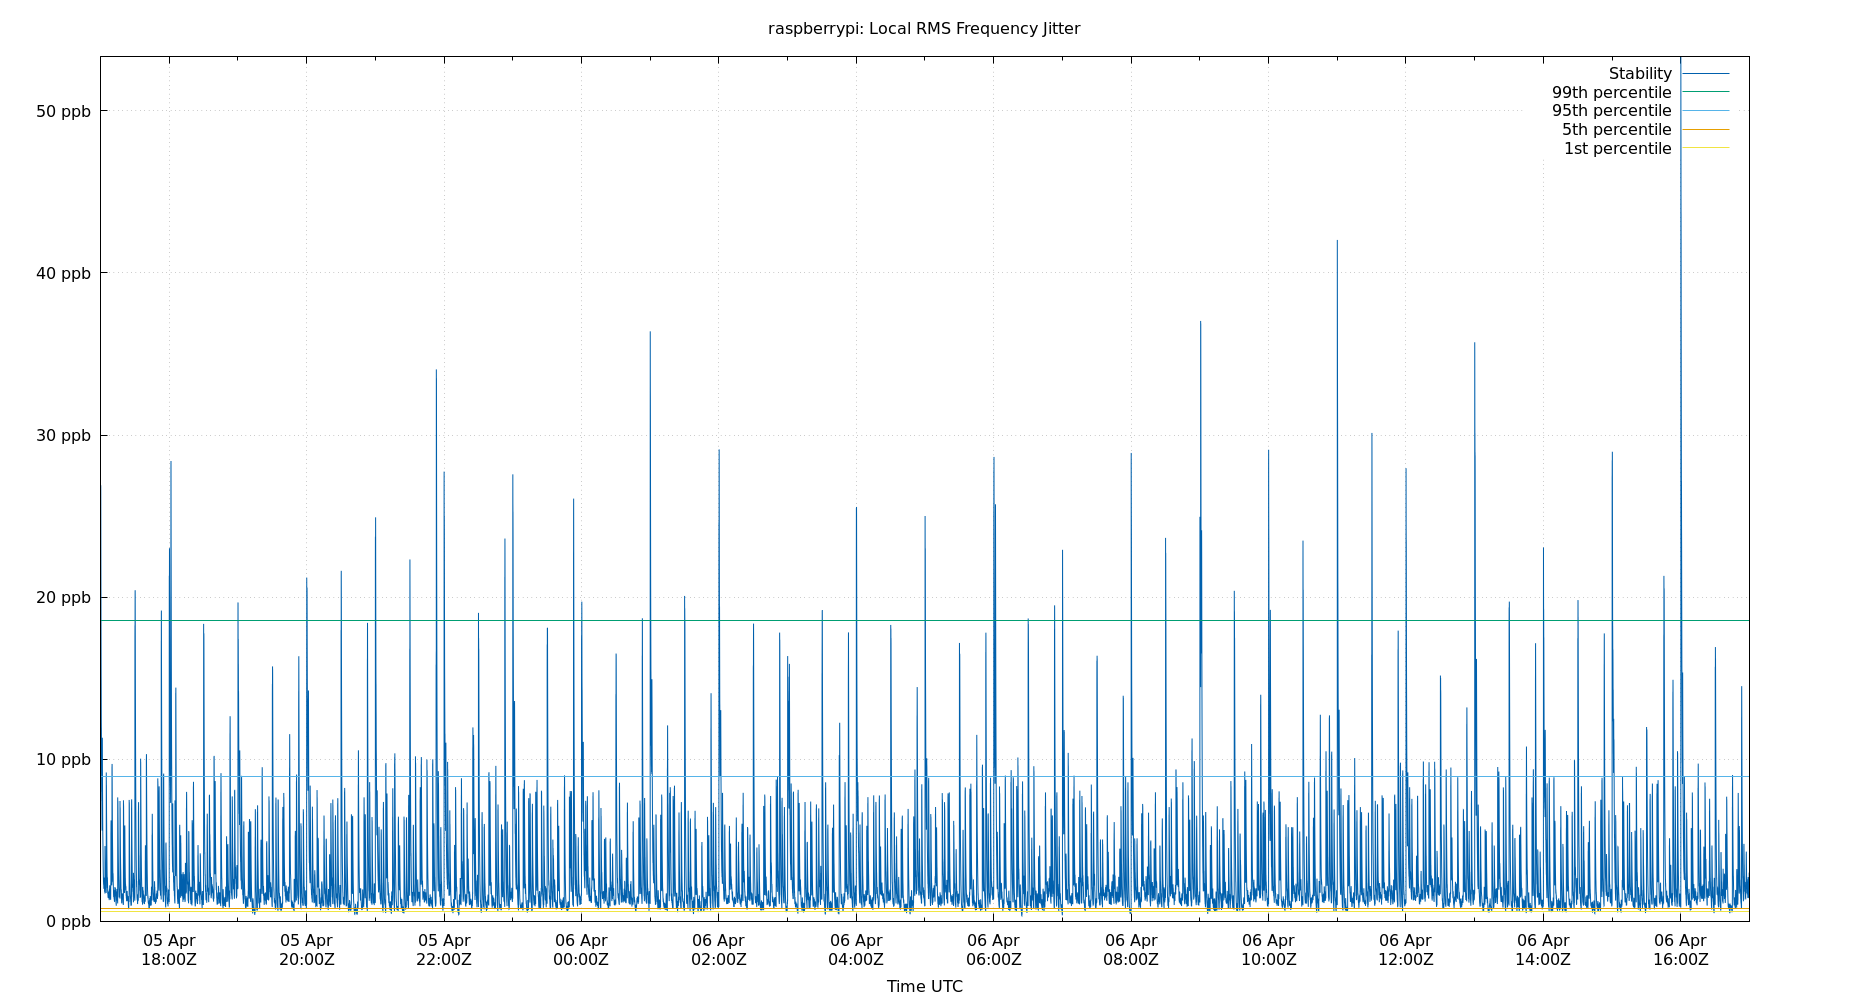 raspberrypi: Local RMS Frequency Jitter
Stability
99th percentile
95th percentile
5th percentile
1st percentile
50 ppb
40 ppb
30 ppb
20 ppb
10 ppb
0 ppb
05 Apr 05 Apr 05 Apr 06 Apr 06 Apr 06 Apr 06 Apr 06 Apr 06 Apr 06 Apr 06 Apr 06 Apr
18:00Z 20:00Z 22:00Z 00:00Z 02:00Z 04:00Z 06:00Z 08:00Z 10:00Z 12:00Z 14:00Z 16:00Z
Time UTC